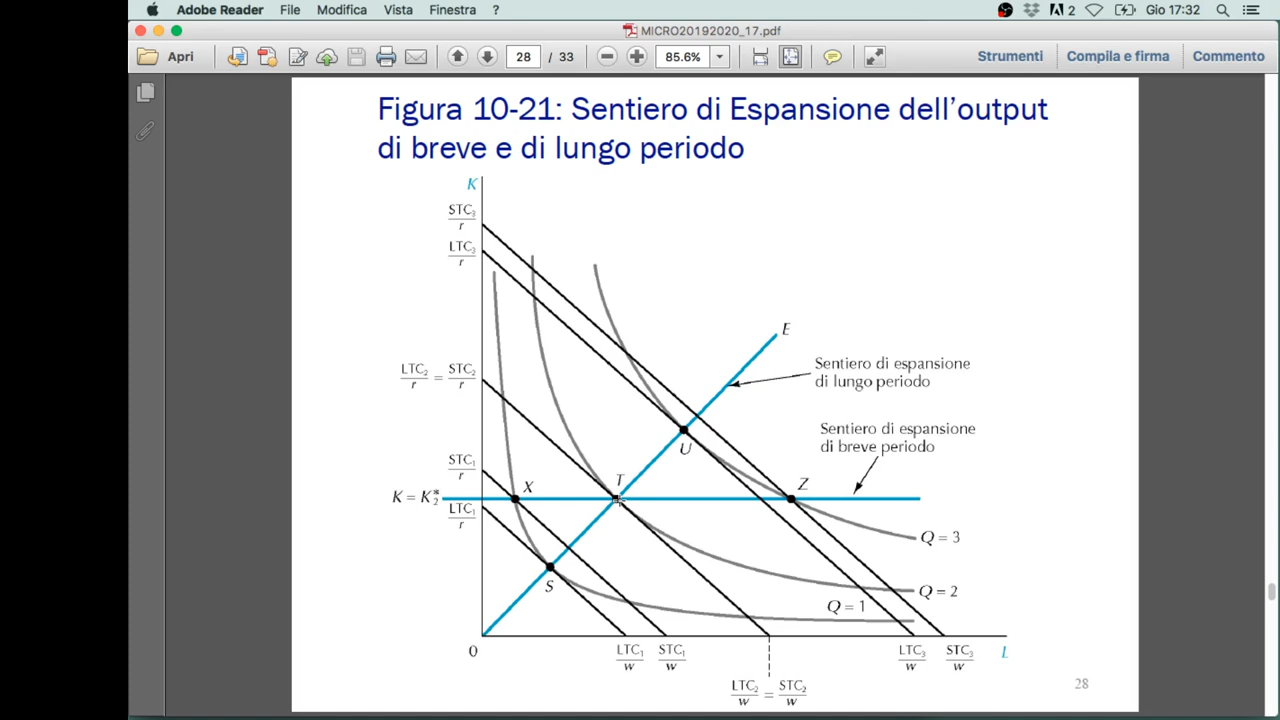 Adobe Reader File Modifica Vista Finestra ? 2 Gio 17:32
MICRO20192020_17.pdf
Apri 28 / 33 85.6% Strumenti Compila e firma Commento
Figura 10-21: Sentiero di Espansione dell’output
di breve e di lungo periodo
K
STC₃
r
LTC₃
r
E
Sentiero di espansione
di lungo periodo
LTC₂ = STC₂
r r
Sentiero di espansione
di breve periodo
U
STC₁
r
T
X
Z
K = K₂*
LTC₁
r
Q = 3
S
Q = 2
Q = 1
0
LTC₁ STC₁ LTC₃ STC₃ L
w w w w
LTC₂ = STC₂
w w
28